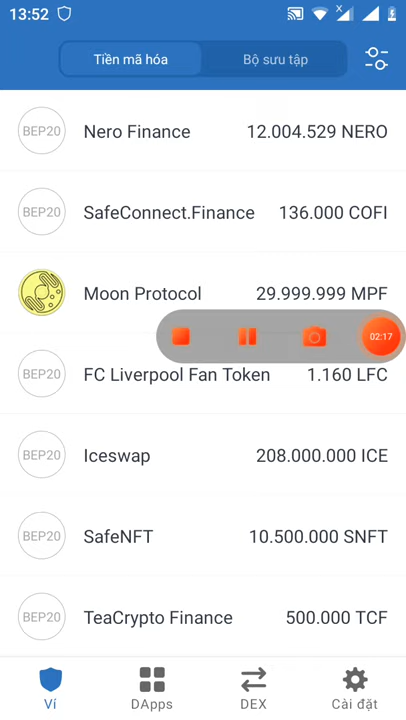 13:52
Tiền mã hóa
Bộ sưu tập
BEP20 Nero Finance 12.004.529 NERO
BEP20 SafeConnect.Finance 136.000 COFI
Moon Protocol 29.999.999 MPF
02:17
BEP20 FC Liverpool Fan Token 1.160 LFC
BEP20 Iceswap 208.000.000 ICE
BEP20 SafeNFT 10.500.000 SNFT
BEP20 TeaCrypto Finance 500.000 TCF
Ví
DApps
DEX
Cài đặt